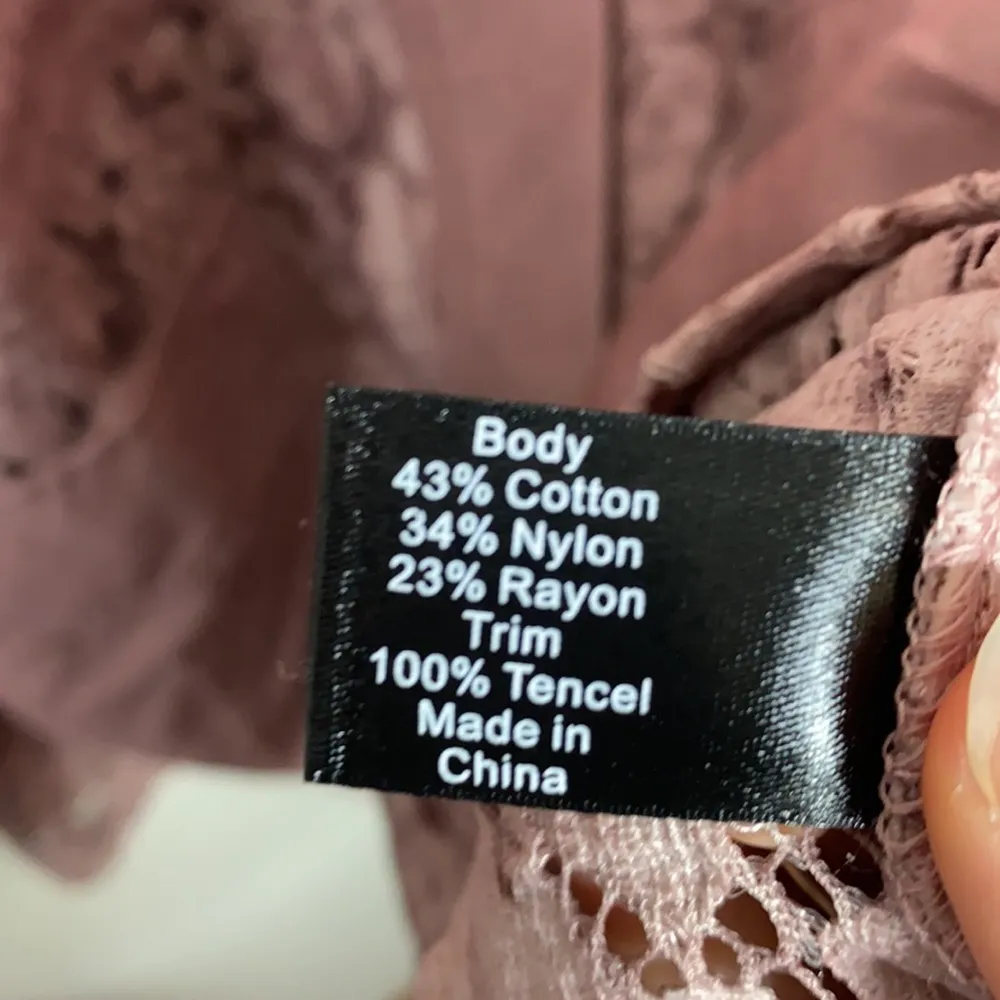 Body
43% Cotton
34% Nylon
23% Rayon
Trim
100% Tencel
Made in
China